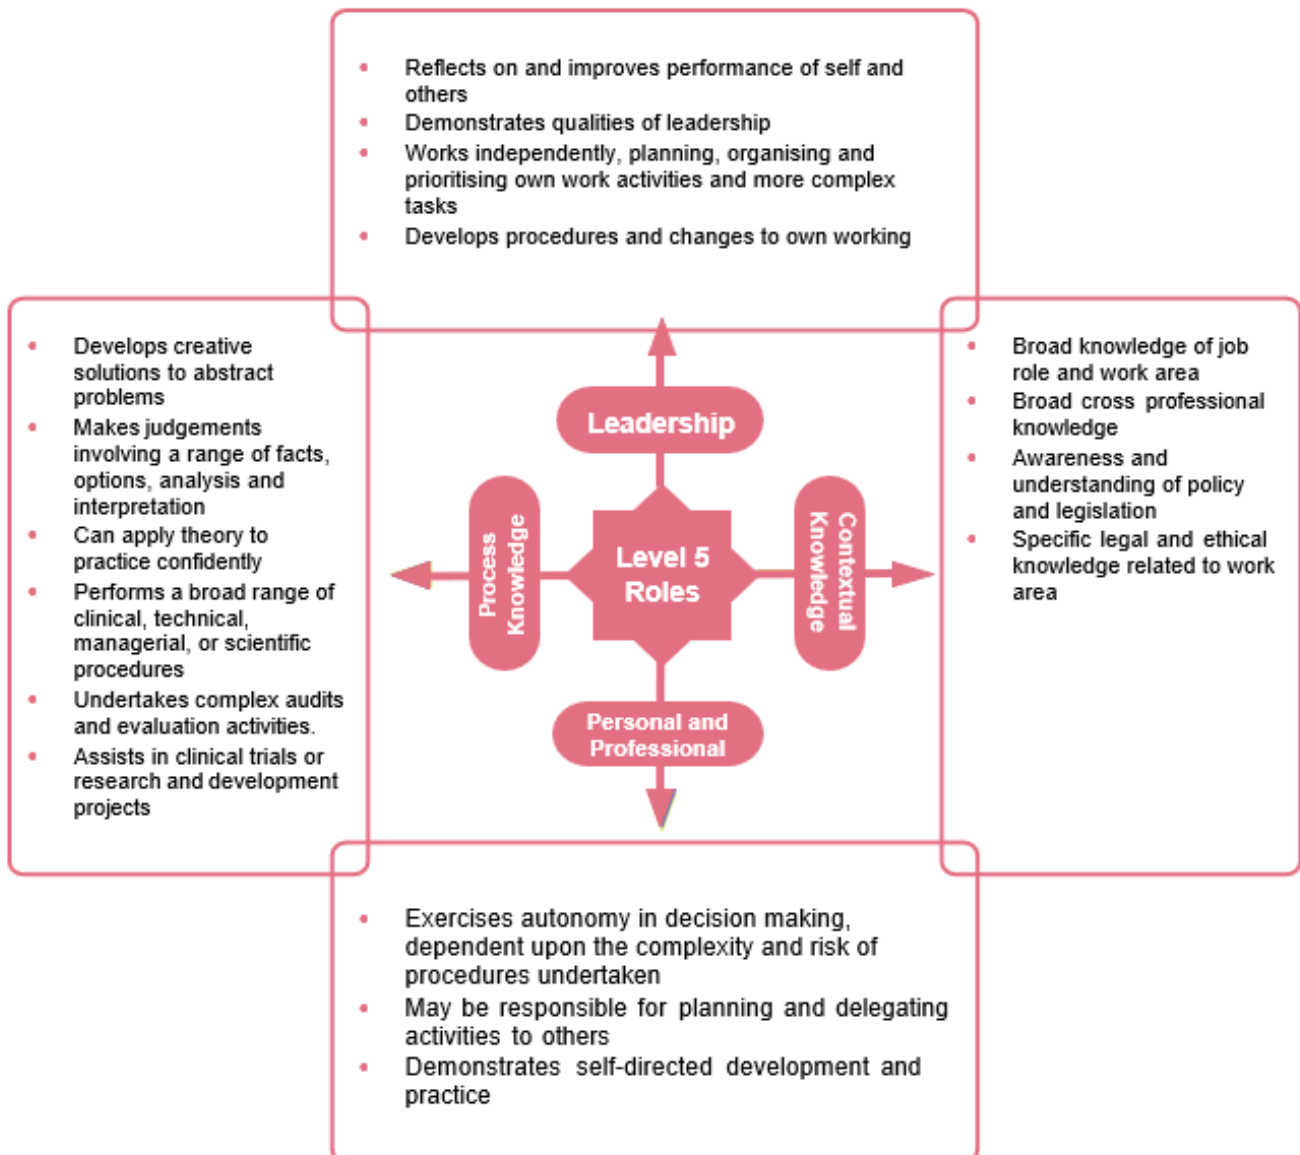 • Reflects on and improves performance of self and
others
• Demonstrates qualities of leadership
• Works independently, planning, organising and
prioritising own work activities and more complex
tasks
• Develops procedures and changes to own working
• Develops creative
solutions to abstract
problems
• Makes judgements
involving a range of facts,
options, analysis and
interpretation
• Can apply theory to
practice confidently
• Performs a broad range of
clinical, technical,
managerial, or scientific
procedures
• Undertakes complex audits
and evaluation activities.
• Assists in clinical trials or
research and development
projects
Leadership
Process
Knowledge
Level 5
Roles
Contextual
Knowledge
Personal and
Professional
• Broad knowledge of job
role and work area
• Broad cross professional
knowledge
• Awareness and
understanding of policy
and legislation
• Specific legal and ethical
knowledge related to work
area
• Exercises autonomy in decision making,
dependent upon the complexity and risk of
procedures undertaken
• May be responsible for planning and delegating
activities to others
• Demonstrates self-directed development and
practice